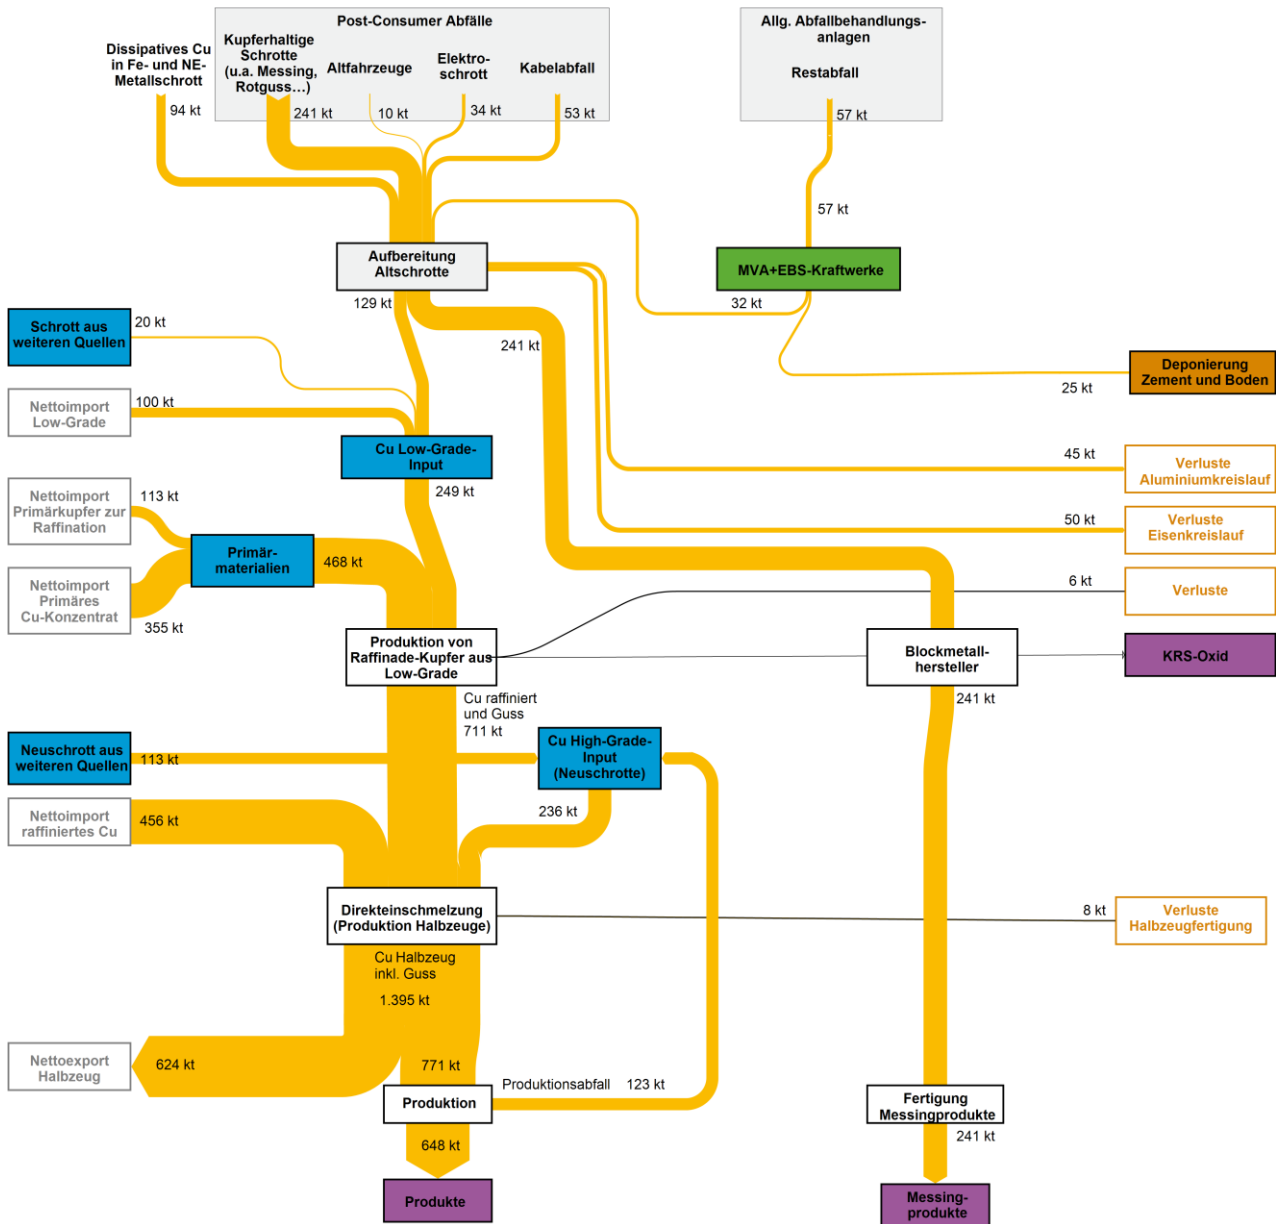 Post-Consumer Abfälle
Allg. Abfallbehandlungs-
anlagen
Dissipatives Cu
in Fe- und NE-
Metallschrott
Kupferhaltige
Schrotte
(u.a. Messing,
Rotguss...)
Altfahrzeuge
Elektro-
schrott
Kabelabfall
Restabfall
94 kt
241 kt
10 kt
34 kt
53 kt
57 kt
57 kt
Aufbereitung
Altschrotte
MVA+EBS-Kraftwerke
129 kt
32 kt
Schrott aus
weiteren Quellen
20 kt
241 kt
Deponierung
Zement und Boden
25 kt
Nettoimport
Low-Grade
100 kt
Cu Low-Grade-
Input
249 kt
45 kt
Verluste
Aluminiumkreislauf
Nettoimport
Primärkupfer zur
Raffination
113 kt
50 kt
Verluste
Eisenkreislauf
Primär-
materialien
468 kt
Nettoimport
Primäres
Cu-Konzentrat
355 kt
6 kt
Verluste
Produktion von
Raffinade-Kupfer aus
Low-Grade
Blockmetall-
hersteller
KRS-Oxid
Cu raffiniert
und Guss
711 kt
241 kt
Neuschrott aus
weiteren Quellen
113 kt
Cu High-Grade-
Input
(Neuschrotte)
Nettoimport
raffiniertes Cu
456 kt
236 kt
Direkteinschmelzung
(Produktion Halbzeuge)
8 kt
Verluste
Halbzeugfertigung
Cu Halbzeug
inkl. Guss
1.395 kt
Nettoexport
Halbzeug
624 kt
771 kt
Produktionsabfall 123 kt
Produktion
Fertigung
Messingprodukte
648 kt
241 kt
Produkte
Messing-
produkte